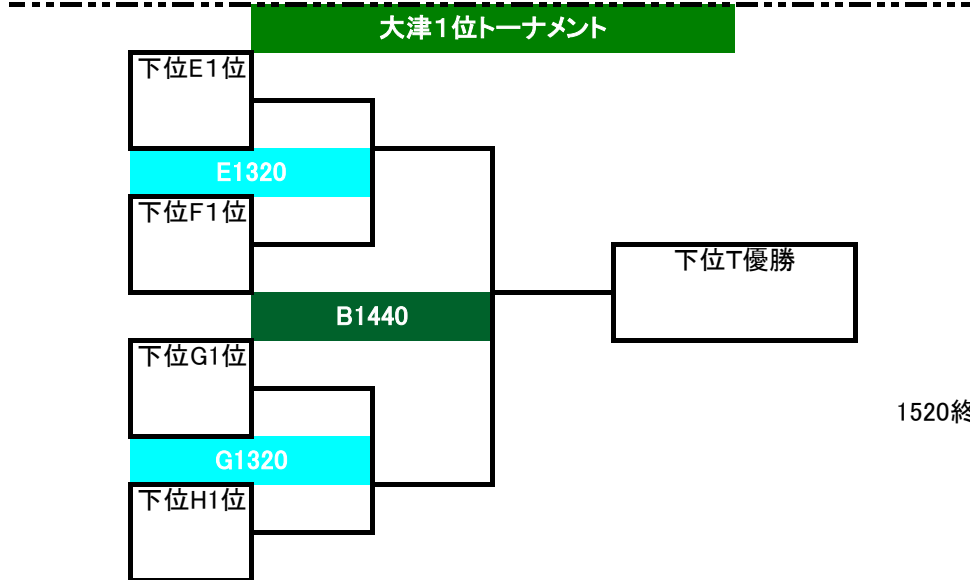 大津１位トーナメント
下位E１位
E1320
下位F１位
下位T優勝
B1440
下位G1位
1520終
G1320
下位H1位